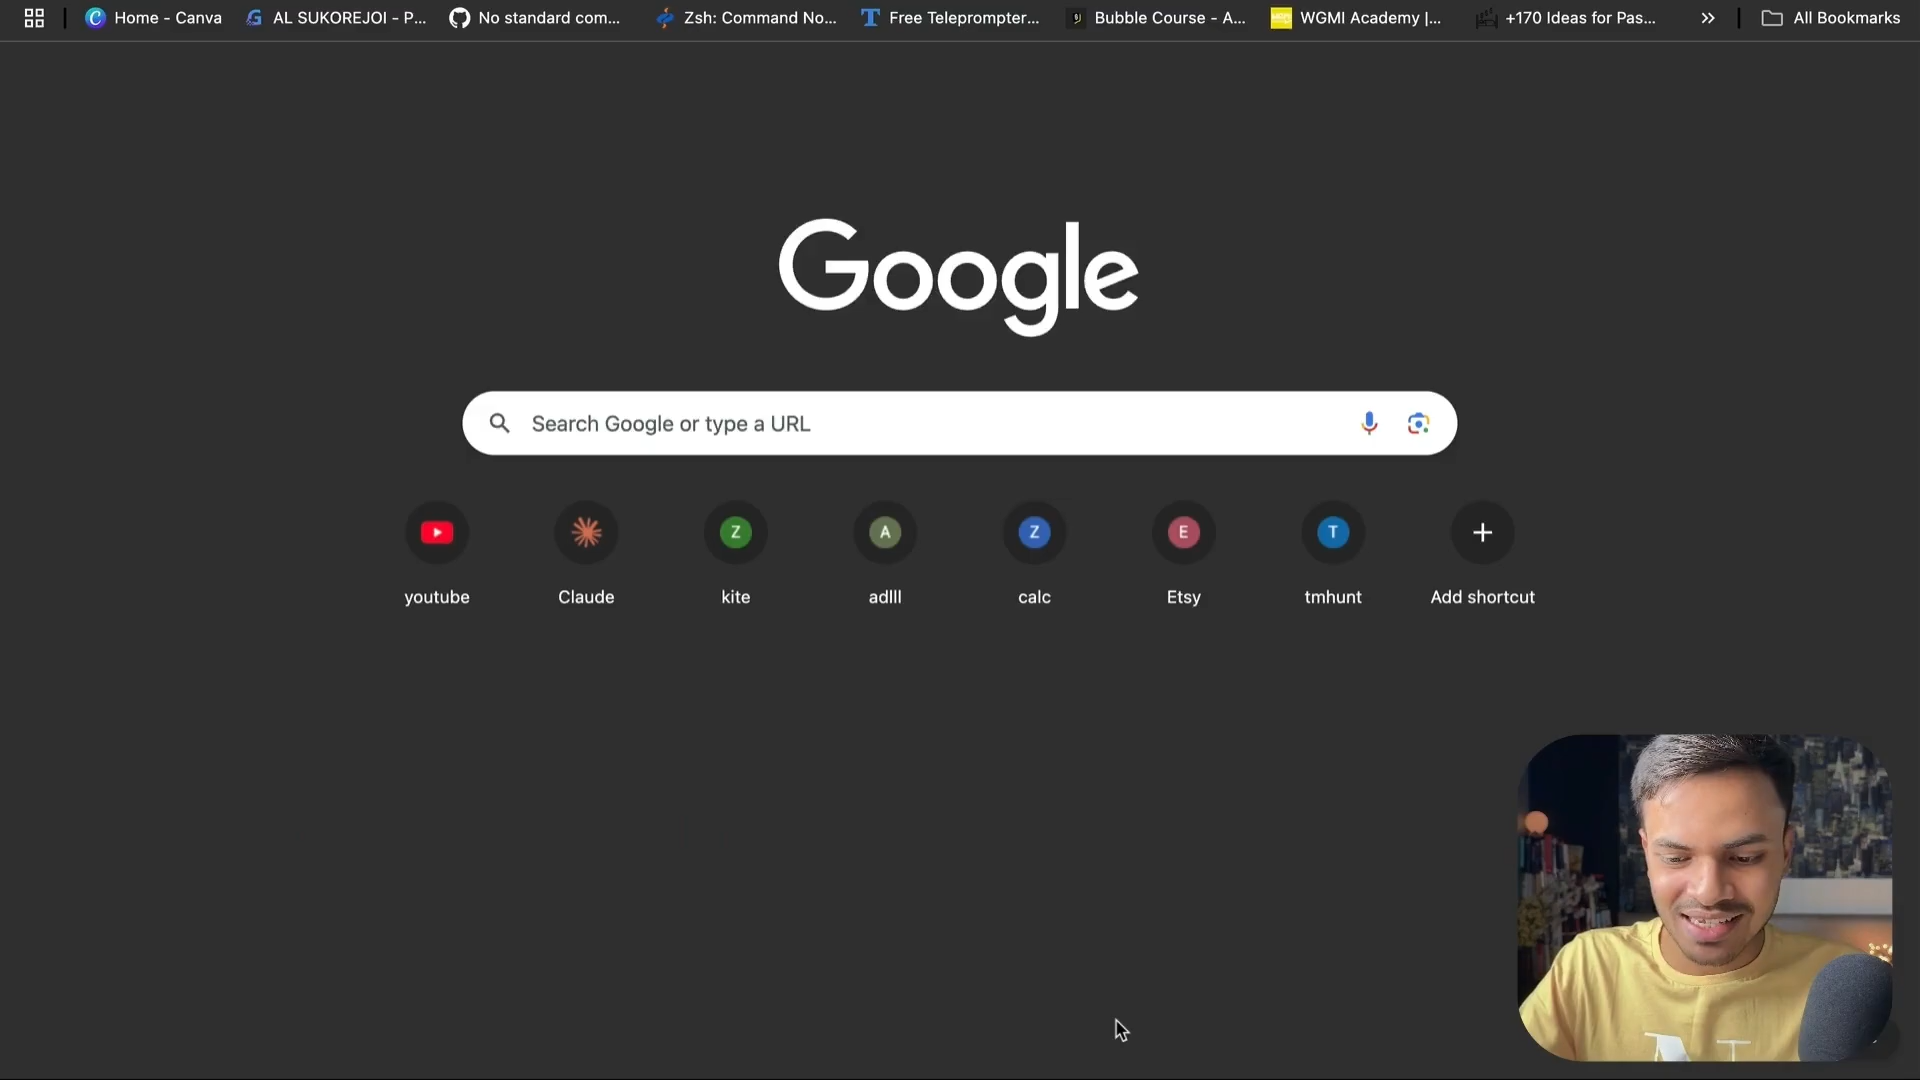 Home - Canva
AL SUKOREJOI - P...
No standard com...
Zsh: Command No...
Free Teleprompter...
Bubble Course - A...
WGMI Academy |...
+170 Ideas for Pas...
All Bookmarks
Google
Search Google or type a URL
Z
A
Z
E
T
youtube
Claude
kite
adlll
calc
Etsy
tmhunt
Add shortcut